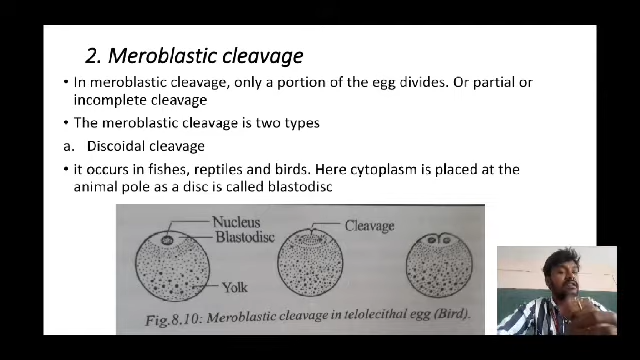 2. Meroblastic cleavage
• In meroblastic cleavage, only a portion of the egg divides. Or partial or
incomplete cleavage
• The meroblastic cleavage is two types
a. Discoidal cleavage
• it occurs in fishes, reptiles and birds. Here cytoplasm is placed at the
animal pole as a disc is called blastodisc
Nucleus
Blastodisc
Cleavage
Yolk
Fig.8.10: Meroblastic cleavage in telolecithal egg (Bird).